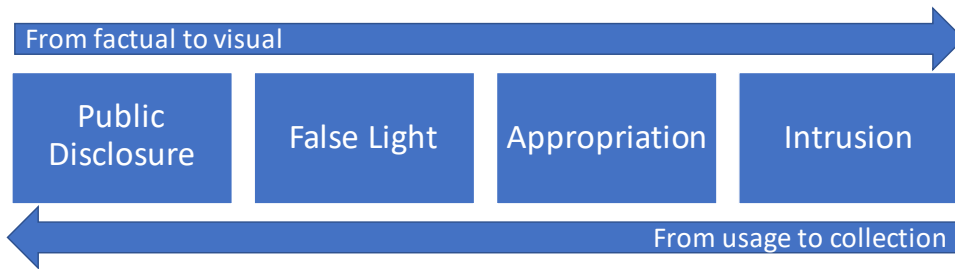 From factual to visual
Public
Disclosure
False Light
Appropriation
Intrusion
From usage to collection